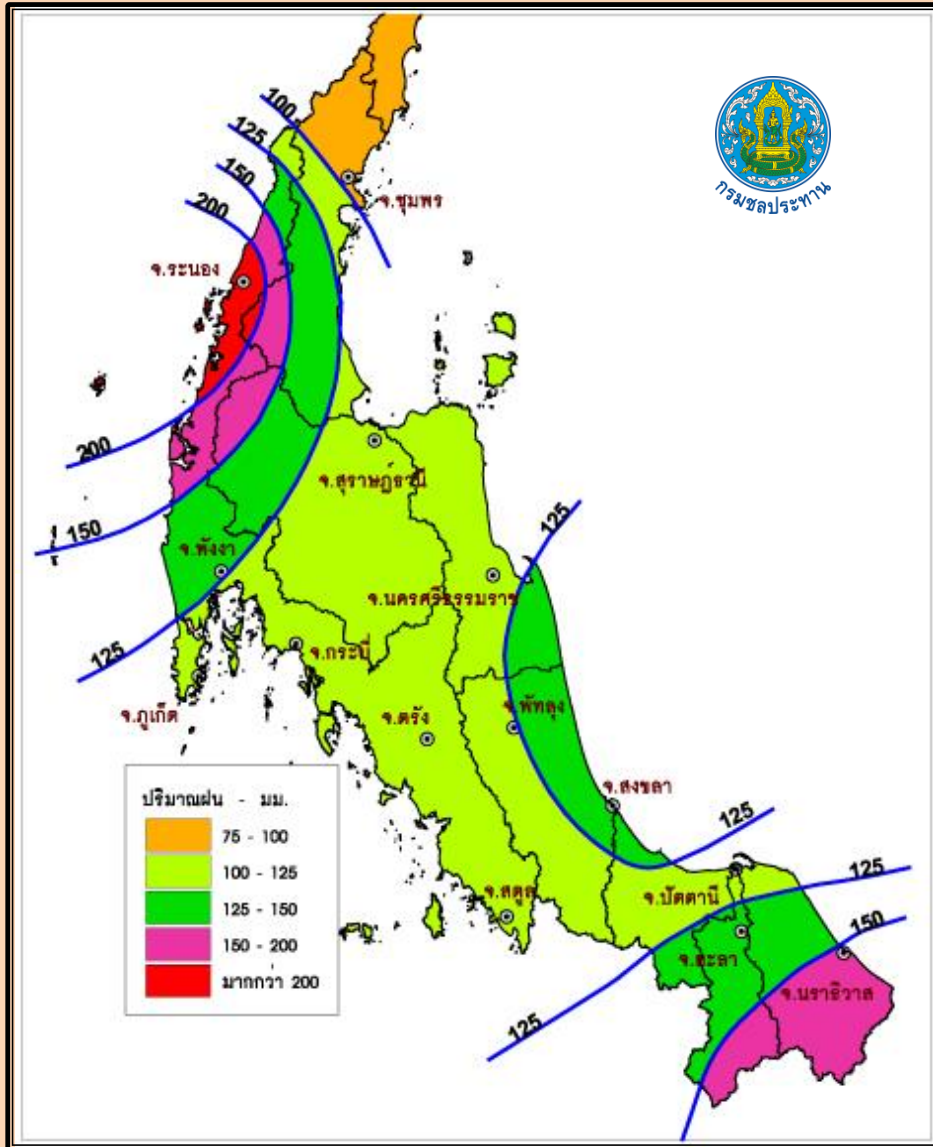 100
125
150
200
กรมชลประทาน
จ.ชุมพร
จ.ระนอง
200
จ.สุราษฎ์ธานี
150
125
จ.พังงา
จ.นครศรีธรรมราช
125
จ.กระบี่
จ.ภูเก็ต
จ.ตรัง
จ.พัทลุง
จ.สงขลา
ปริมาณฝน - มม.
75 - 100
100 - 125
125 - 150
150 - 200
มากกว่า 200
125
125
จ.สตูล
จ.ปัตตานี
150
จ.ยะลา
จ.นราธิวาส
125